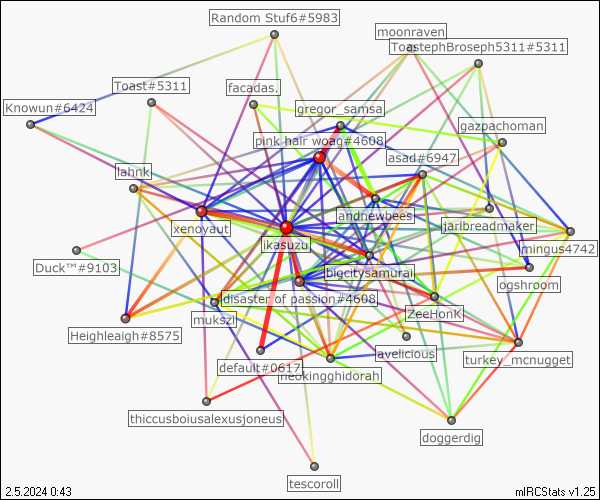 Random Stuf6#5983
moonraven
ToastephBroseph5311#5311
Toast#5311
facadas.
Knowun#6424
gregor_samsa
gazpachoman
pink hair woag#4608
asad#6947
lahnk
andnewbees
xenoyaut
jarlbreadmaker
ikasuzu
mingus4742
Duck™#9103
bigcitysamurai
ogshroom
disaster of passion#4608
mukszi
ZeeHonK
Heighleaigh#8575
avelicious
default#0617
turkey_mcnugget
neokingghidorah
thiccusboiusalexusjoneus
doggerdig
tescoroll
2.5.2024 0:43
mIRCStats v1.25